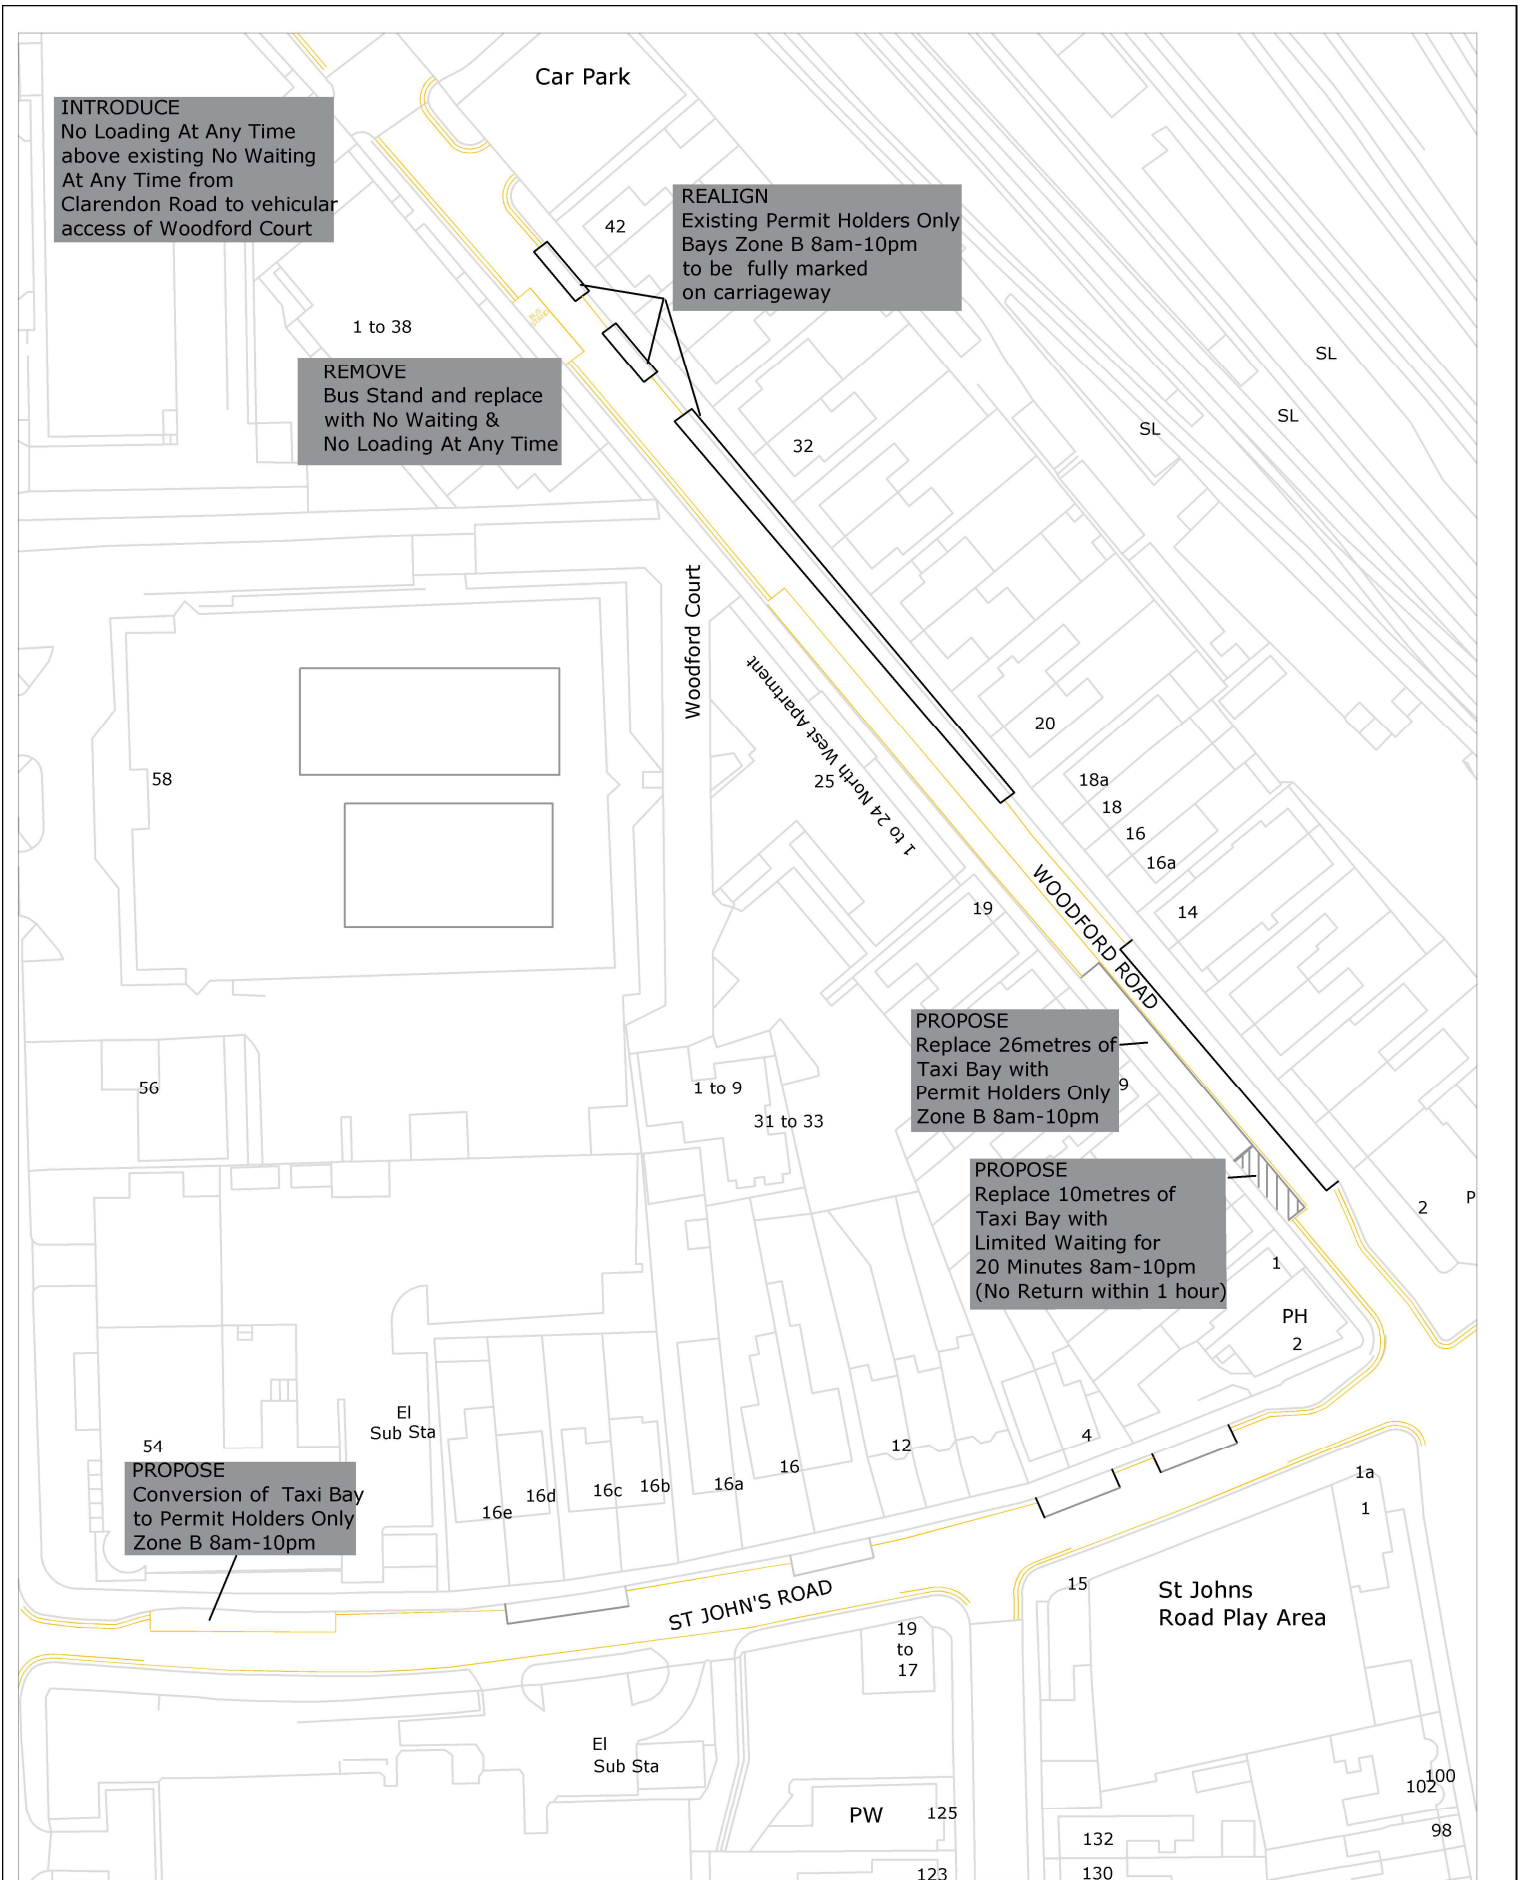 Car Park
INTRODUCE
No Loading At Any Time
above existing No Waiting
At Any Time from
Clarendon Road to vehicular
access of Woodford Court
REALIGN
Existing Permit Holders Only
Bays Zone B 8am-10pm
to be fully marked
on carriageway
42
1 to 38
BUS
STAND
REMOVE
Bus Stand and replace
with No Waiting &
No Loading At Any Time
SL
SL
SL
32
Woodford Court
1 to 24 North West Apartment
20
58
25
18a
18
16
16a
14
19
WOODFORD ROAD
PROPOSE
Replace 26metres of
Taxi Bay with
Permit Holders Only
Zone B 8am-10pm
9
56
1 to 9
31 to 33
PROPOSE
Replace 10metres of
Taxi Bay with
Limited Waiting for
20 Minutes 8am-10pm
(No Return within 1 hour)
2
P
1
PH
2
El
Sub Sta
54
PROPOSE
Conversion of Taxi Bay
to Permit Holders Only
Zone B 8am-10pm
16e
16d
16c
16b
16a
16
12
4
1a
1
15
ST JOHN'S ROAD
St Johns
Road Play Area
19
to
17
El
Sub Sta
PW
125
123
132
130
100
102
98